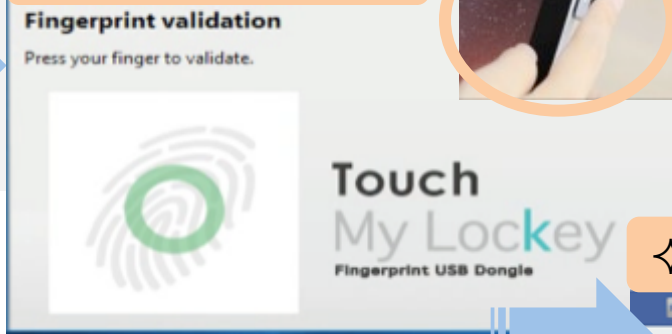 Fingerprint validation
Press your finger to validate.
Touch
My Lockey
Fingerprint USB Dongle